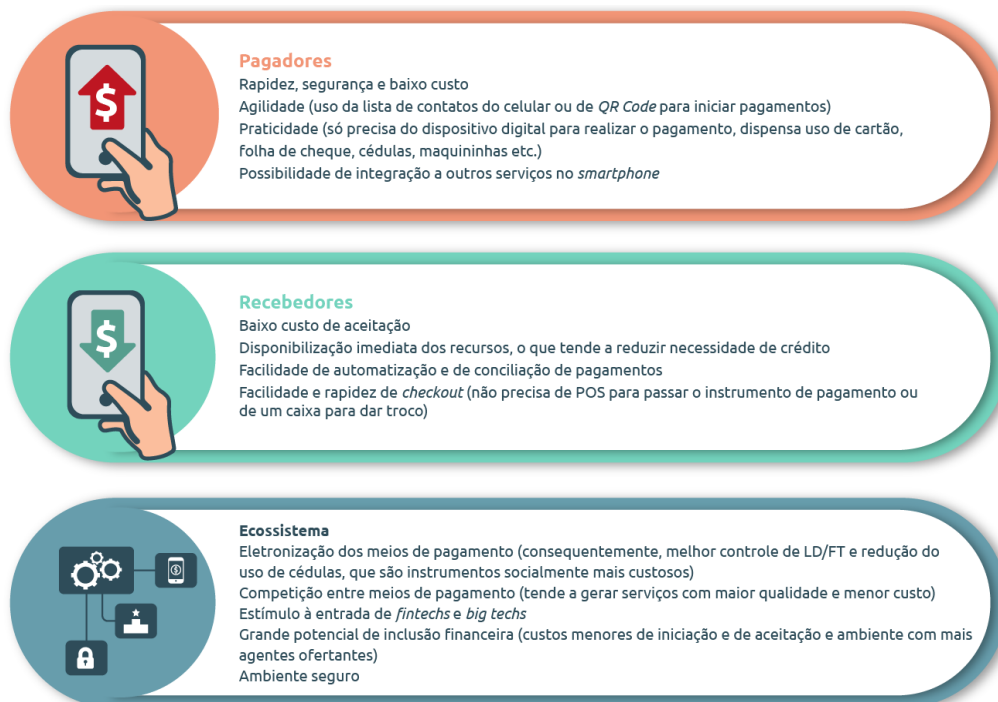 Pagadores
Rapidez, segurança e baixo custo
Agilidade (uso da lista de contatos do celular ou de QR Code para iniciar pagamentos)
Praticidade (só precisa do dispositivo digital para realizar o pagamento, dispensa uso de cartão,
folha de cheque, cédulas, maquininhas etc.)
Possibilidade de integração a outros serviços no smartphone
$
Recebedores
Baixo custo de aceitação
Disponibilização imediata dos recursos, o que tende a reduzir necessidade de crédito
Facilidade de automatização e de conciliação de pagamentos
Facilidade e rapidez de checkout (não precisa de POS para passar o instrumento de pagamento ou
de um caixa para dar troco)
$
Ecossistema
Eletronização dos meios de pagamento (consequentemente, melhor controle de LD/FT e redução do
uso de cédulas, que são instrumentos socialmente mais custosos)
Competição entre meios de pagamento (tende a gerar serviços com maior qualidade e menor custo)
Estímulo à entrada de fintechs e big techs
Grande potencial de inclusão financeira (custos menores de iniciação e de aceitação e ambiente com mais
agentes ofertantes)
Ambiente seguro
$